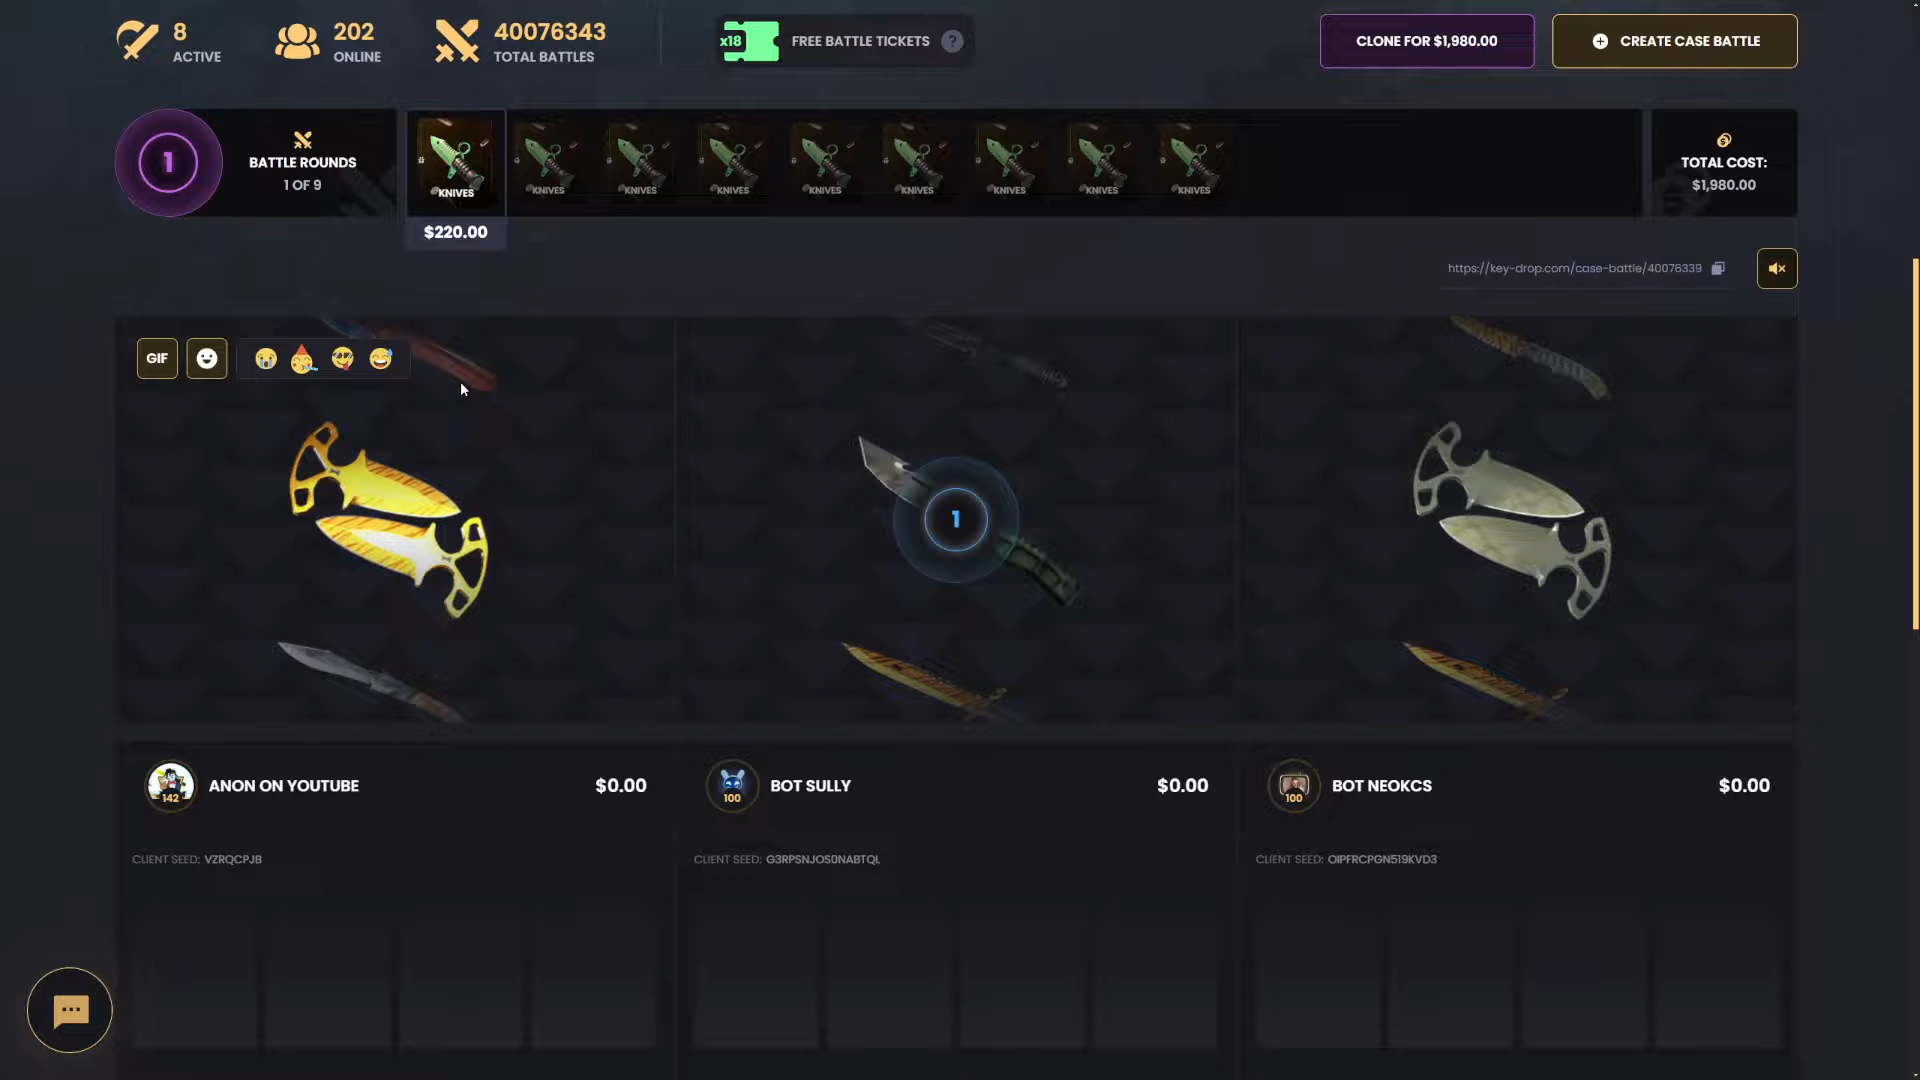 8
ACTIVE
202
ONLINE
40076343
TOTAL BATTLES
x18
FREE BATTLE TICKETS ?
CLONE FOR $1,980.00
CREATE CASE BATTLE
1
BATTLE ROUNDS
1 OF 9
KNIVES
KNIVES
KNIVES
KNIVES
KNIVES
KNIVES
KNIVES
KNIVES
KNIVES
$220.00
TOTAL COST:
$1,980.00
https://key-drop.com/case-battle/40076339
GIF
1
142
ANON ON YOUTUBE
$0.00
100
BOT SULLY
$0.00
100
BOT NEOKCS
$0.00
CLIENT SEED: VZRQCPJB
CLIENT SEED: G3RPSNJOS0NABTQL
CLIENT SEED: OIPFRCPGN519KVD3